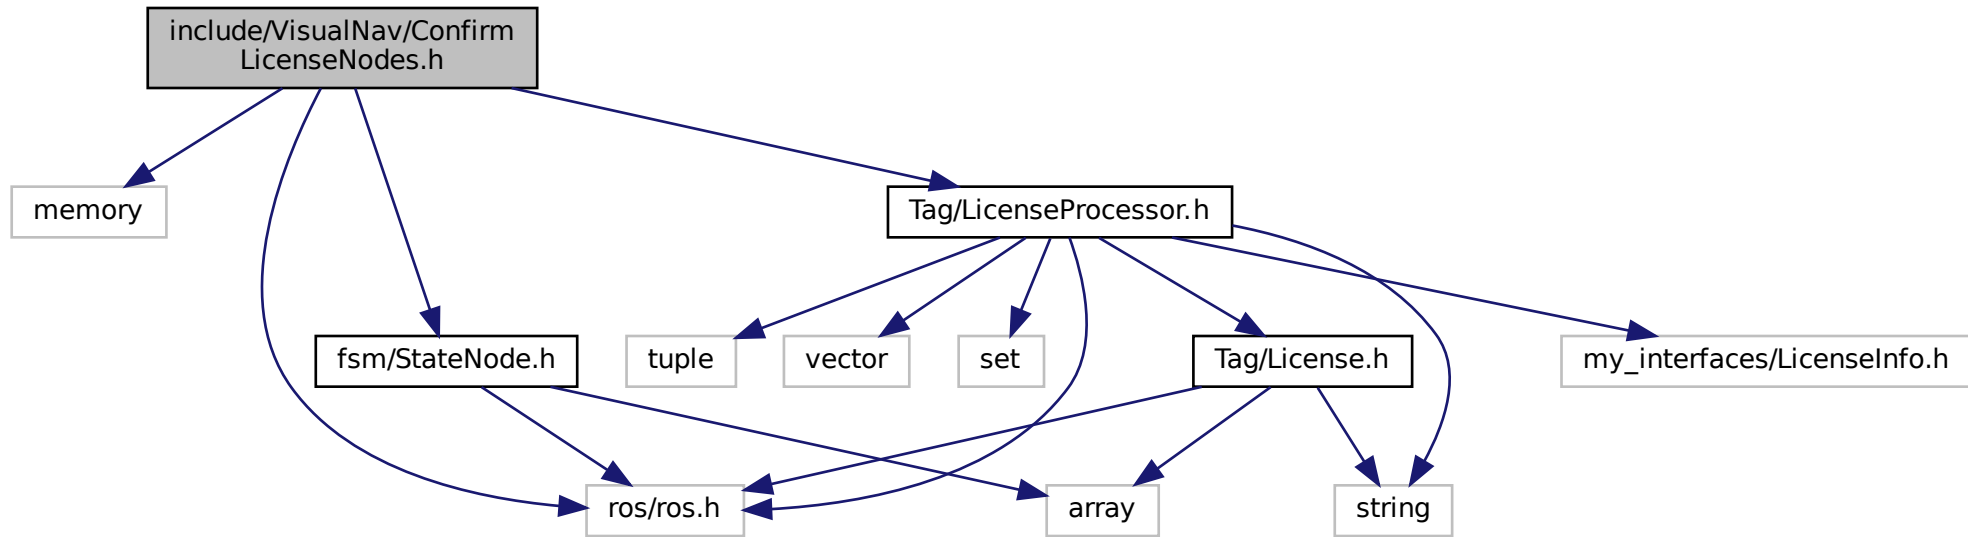 include/VisualNav/Confirm
LicenseNodes.h
memory
Tag/LicenseProcessor.h
fsm/StateNode.h
tuple
vector
set
Tag/License.h
my_interfaces/LicenseInfo.h
ros/ros.h
array
string